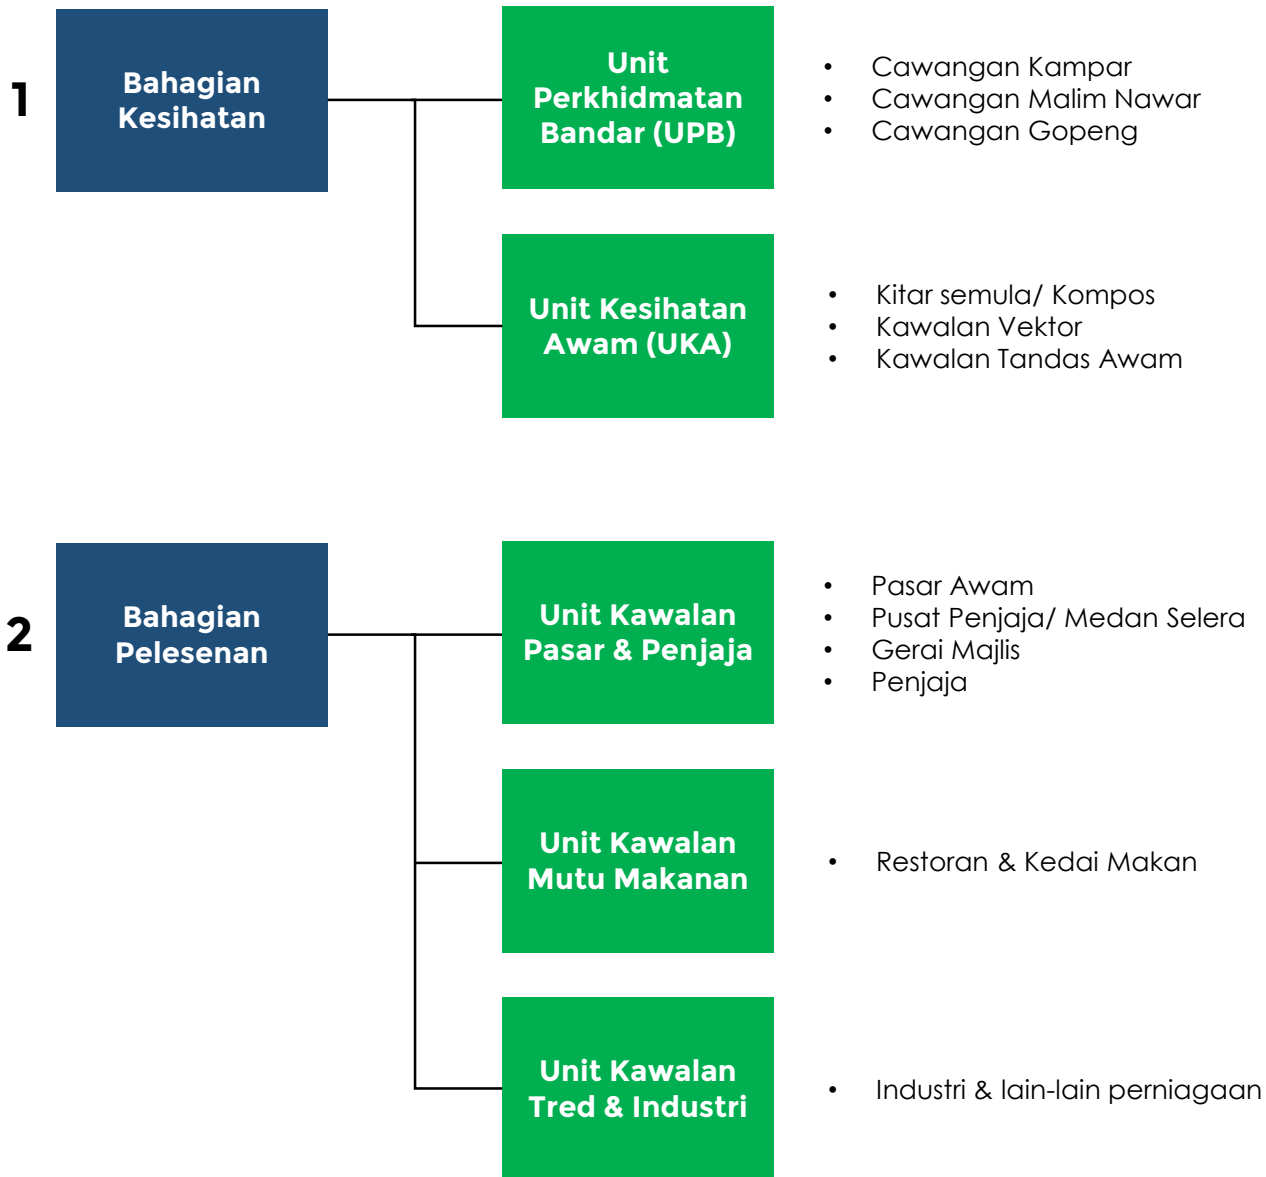 1
Bahagian
Kesihatan
Unit
Perkhidmatan
Bandar (UPB)
• Cawangan Kampar
• Cawangan Malim Nawar
• Cawangan Gopeng
Unit Kesihatan
Awam (UKA)
• Kitar semula/ Kompos
• Kawalan Vektor
• Kawalan Tandas Awam
2
Bahagian
Pelesenan
Unit Kawalan
Pasar & Penjaja
• Pasar Awam
• Pusat Penjaja/ Medan Selera
• Gerai Majlis
• Penjaja
Unit Kawalan
Mutu Makanan
• Restoran & Kedai Makan
Unit Kawalan
Tred & Industri
• Industri & lain-lain perniagaan